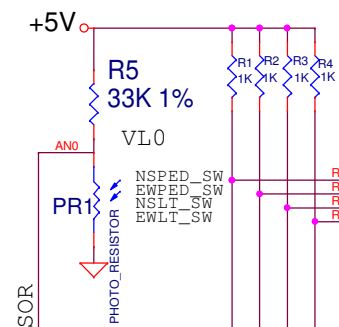 +5V
R1
R2
R3
R4
1K
1K
1K
1K
R5
33K 1%
VL0
AN0
NSPED_SW
EWPED_SW
NSLT_SW
EWLT_SW
PR1
PHOTO_RESISTOR
SOR
R
R
R
R